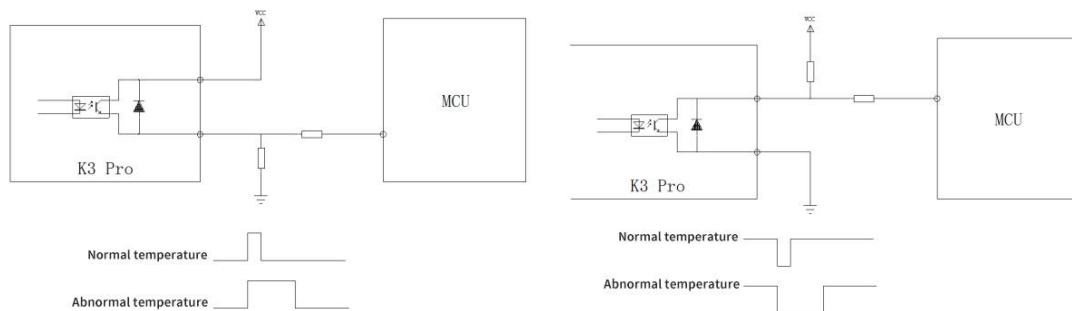 VCC
MCU
K3 Pro
Normal temperature
Abnormal temperature
VCC
MCU
K3 Pro
Normal temperature
Abnormal temperature